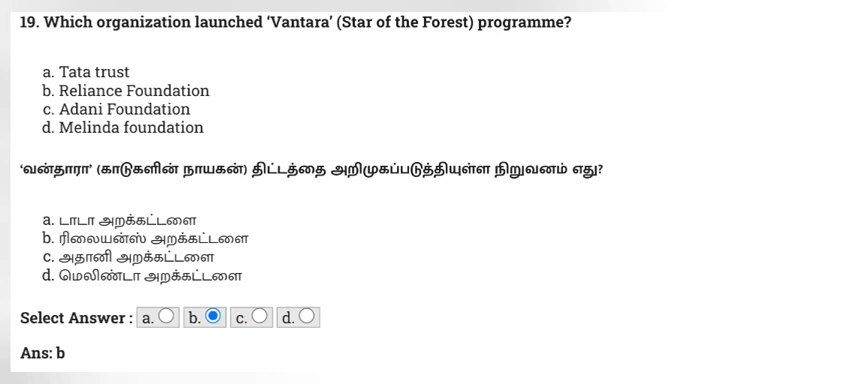 19. Which organization launched ‘Vantara’ (Star of the Forest) programme?
a. Tata trust
b. Reliance Foundation
c. Adani Foundation
d. Melinda foundation
‘வன்தாரா’ (காடுகளின் நாயகன்) திட்டத்தை அறிமுகப்படுத்தியுள்ள நிறுவனம் எது?
a. டாடா அறக்கட்டளை
b. ரிலையன்ஸ் அறக்கட்டளை
c. அதானி அறக்கட்டளை
d. மெலிண்டா அறக்கட்டளை
Select Answer : a. b. c. d.
Ans: b